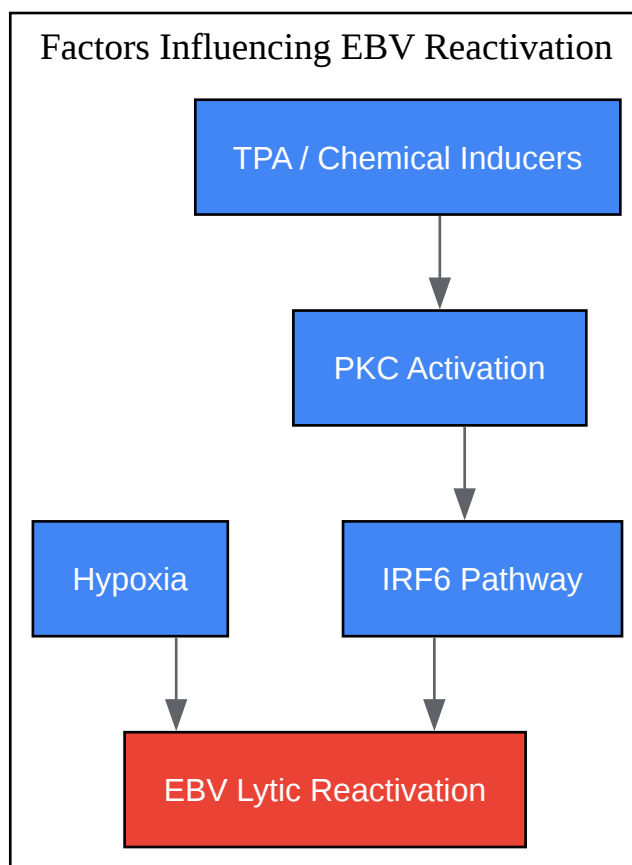 Factors Influencing EBV Reactivation
TPA / Chemical Inducers
PKC Activation
Hypoxia
IRF6 Pathway
EBV Lytic Reactivation